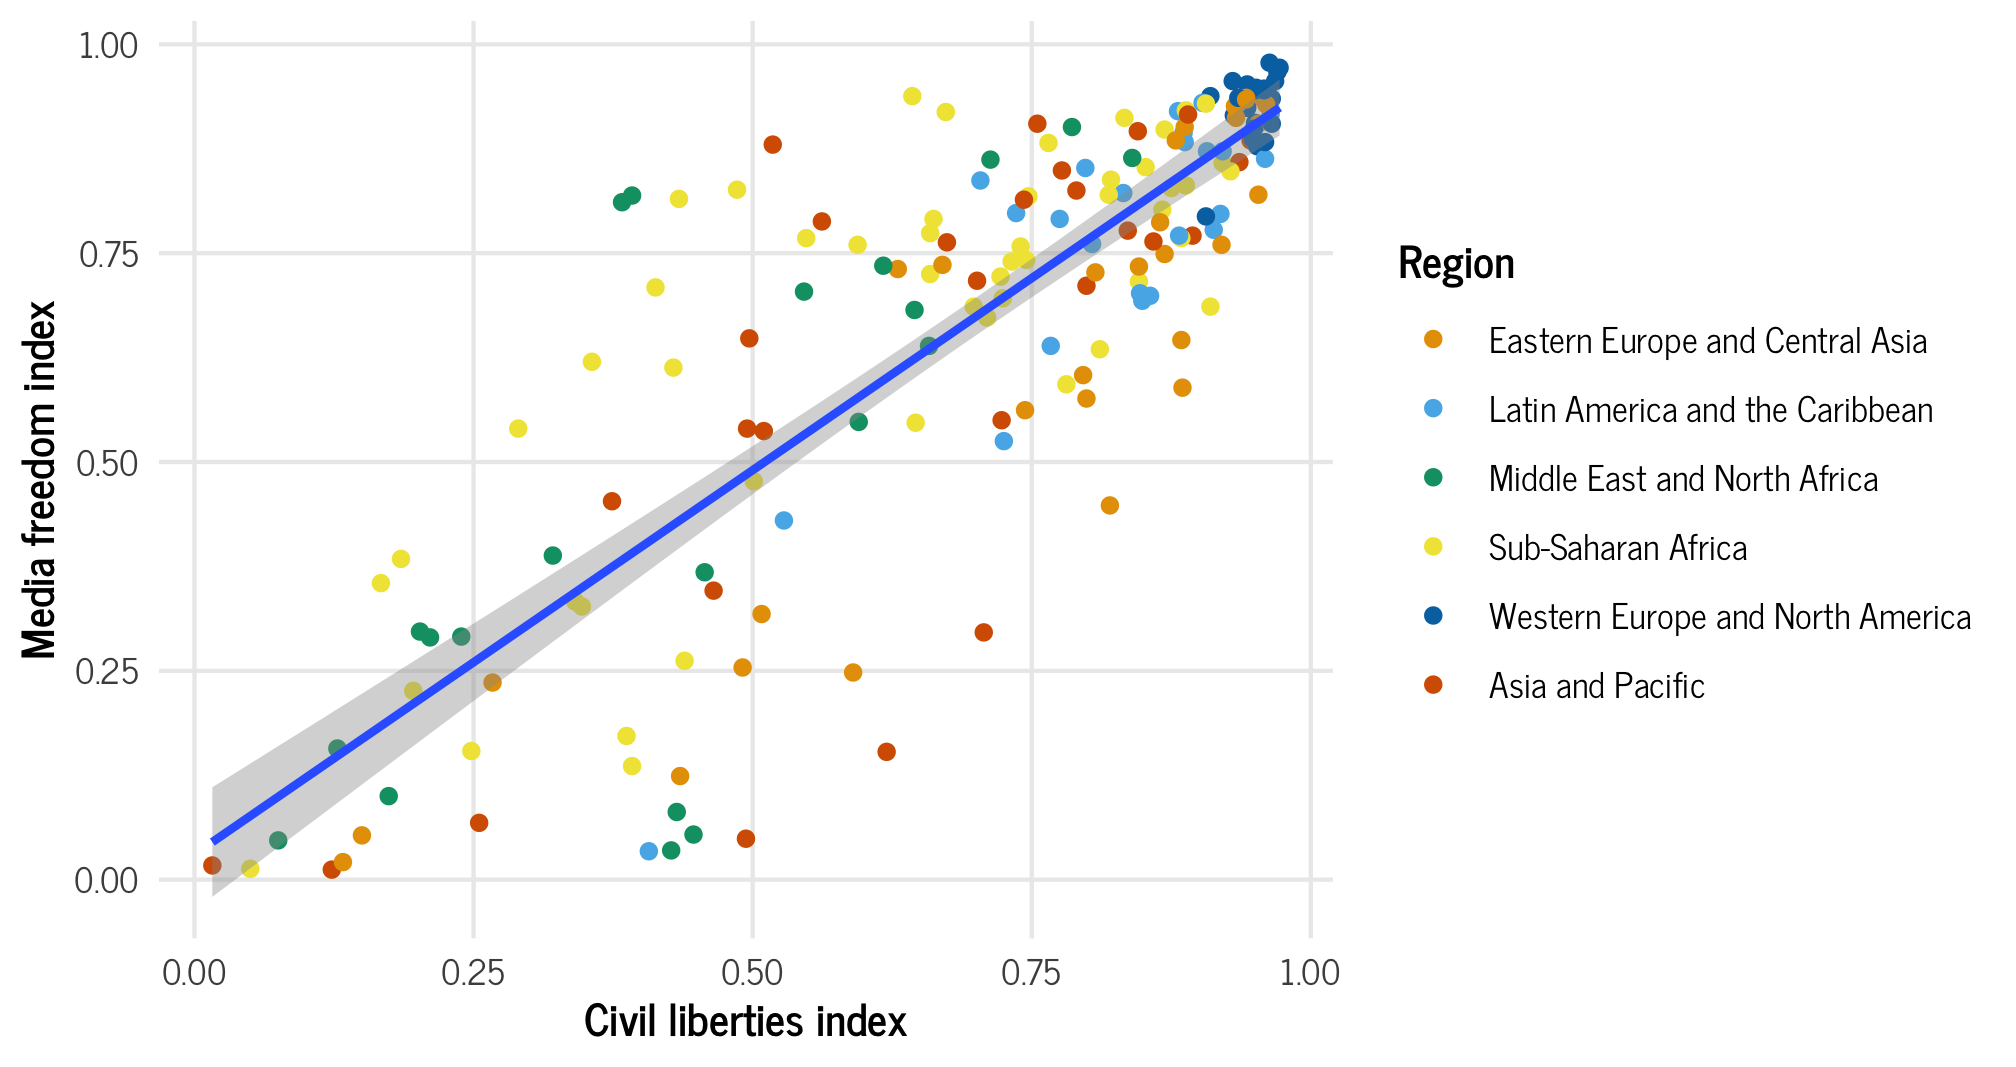 1.00
0.75
0.50
0.25
0.00
Media freedom index
0.00 0.25 0.50 0.75 1.00
Civil liberties index
Region
Eastern Europe and Central Asia
Latin America and the Caribbean
Middle East and North Africa
Sub-Saharan Africa
Western Europe and North America
Asia and Pacific